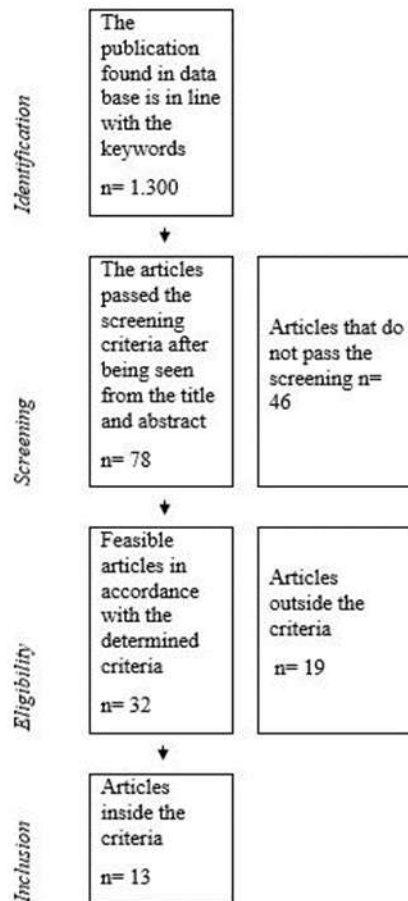 Identification
The
publication
found in data
base is in line
with the
keywords
n= 1.300
Screening
The articles
passed the
screening
criteria after
being seen
from the title
and abstract
n= 78
Articles that do
not pass the
screening n=
46
Eligibility
Feasible
articles in
accordance
with the
determined
criteria
n= 32
Articles
outside the
criteria
n= 19
Inclusion
Articles
inside the
criteria
n= 13